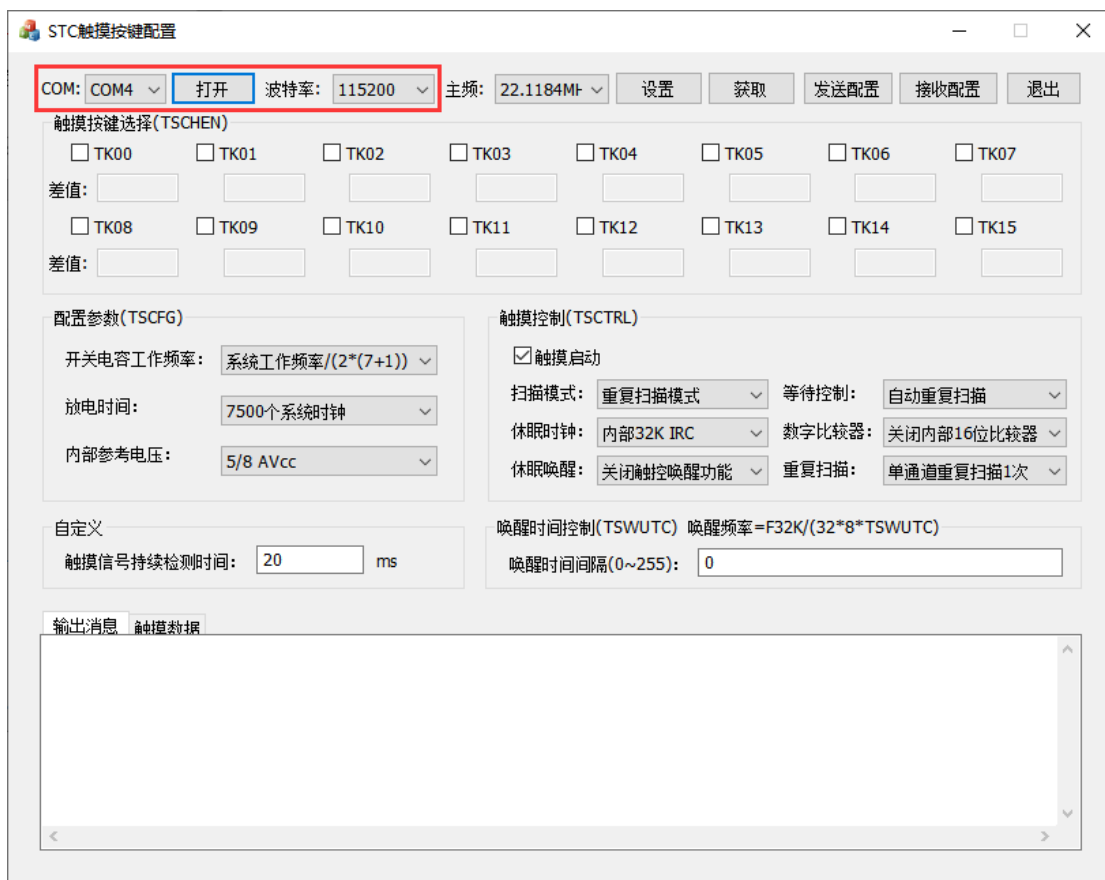 STC触摸按键配置
COM: COM4 打开 波特率: 115200 主频: 22.1184MH 设置 获取 发送配置 接收配置 退出
触摸按键选择(TSCHEN)
TK00 TK01 TK02 TK03 TK04 TK05 TK06 TK07
差值:
TK08 TK09 TK10 TK11 TK12 TK13 TK14 TK15
差值:
配置参数(TSCFG)
开关电容工作频率: 系统工作频率/(2*(7+1))
放电时间: 7500个系统时钟
内部参考电压: 5/8 AVcc
触摸控制(TSCTRL)
触摸启动
扫描模式: 重复扫描模式 等待控制: 自动重复扫描
休眠时钟: 内部32K IRC 数字比较器: 关闭内部16位比较器
休眠唤醒: 关闭触控唤醒功能 重复扫描: 单通道重复扫描1次
自定义
触摸信号持续检测时间: 20 ms
唤醒时间控制(TSWUTC) 唤醒频率=F32K/(32*8*TSWUTC)
唤醒时间间隔(0~255): 0
输出消息 触摸数据